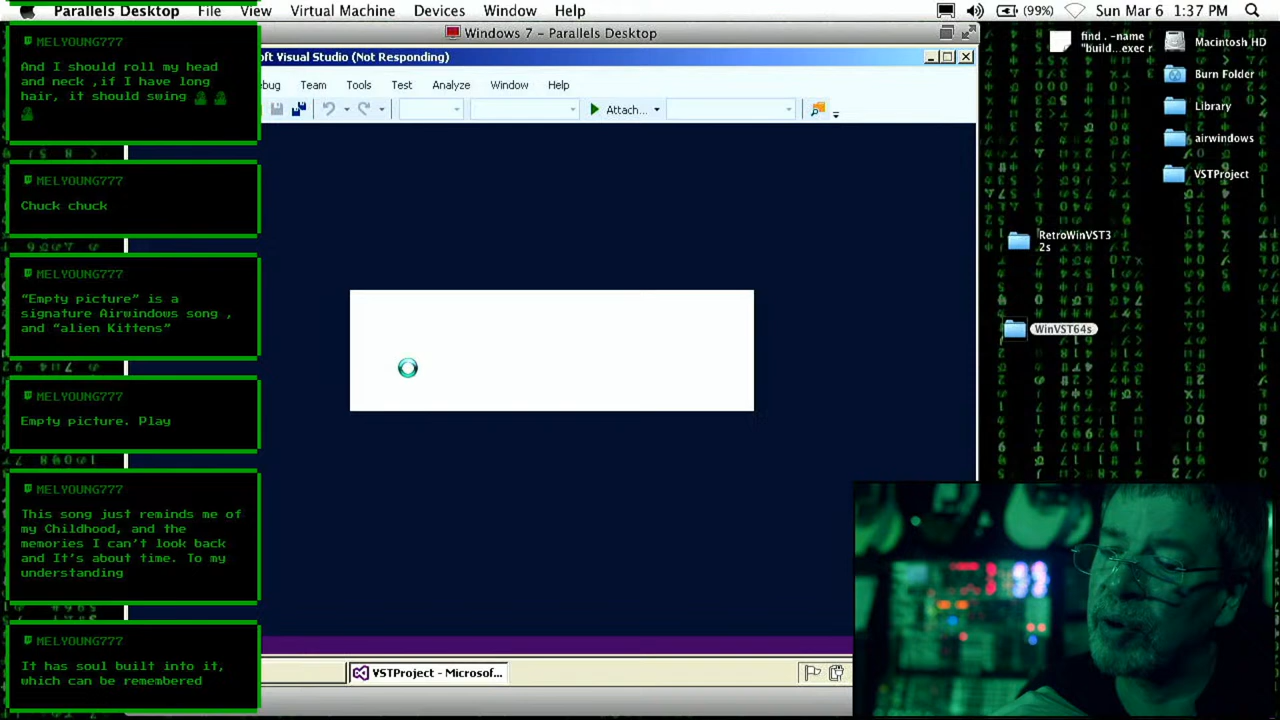 Parallels Desktop File View Virtual Machine Devices Window Help (99%) Sun Mar 6 1:37 PM
Windows 7 - Parallels Desktop
oft Visual Studio (Not Responding)
bug Team Tools Test Analyze Window Help
Attach...
MELYOUNG777
And I should roll my head
and neck ,if I have long
hair, it should swing
MELYOUNG777
Chuck chuck
MELYOUNG777
“Empty picture” is a
signature Airwindows song ,
and “alien Kittens”
MELYOUNG777
Empty picture. Play
MELYOUNG777
This song just reminds me of
my Childhood, and the
memories I can’t look back
and It’s about time. To my
understanding
MELYOUNG777
It has soul built into it,
which can be remembered
VSTProject - Microsof...
find . -name
"build...exec r
Macintosh HD
Burn Folder
Library
airwindows
VSTProject
RetroWinVST3
2s
WinVST64s